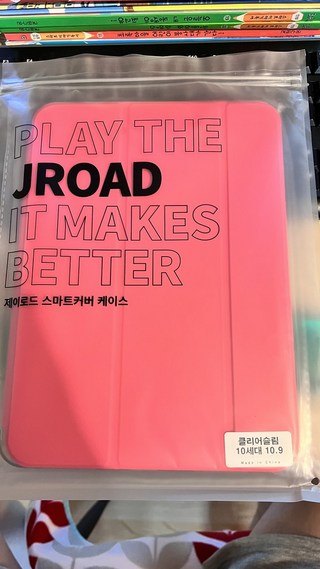 PLAY THE
JROAD
IT MAKES
BETTER
제이로드 스마트커버 케이스
클리어슬림
10세대 10.9
Made in China